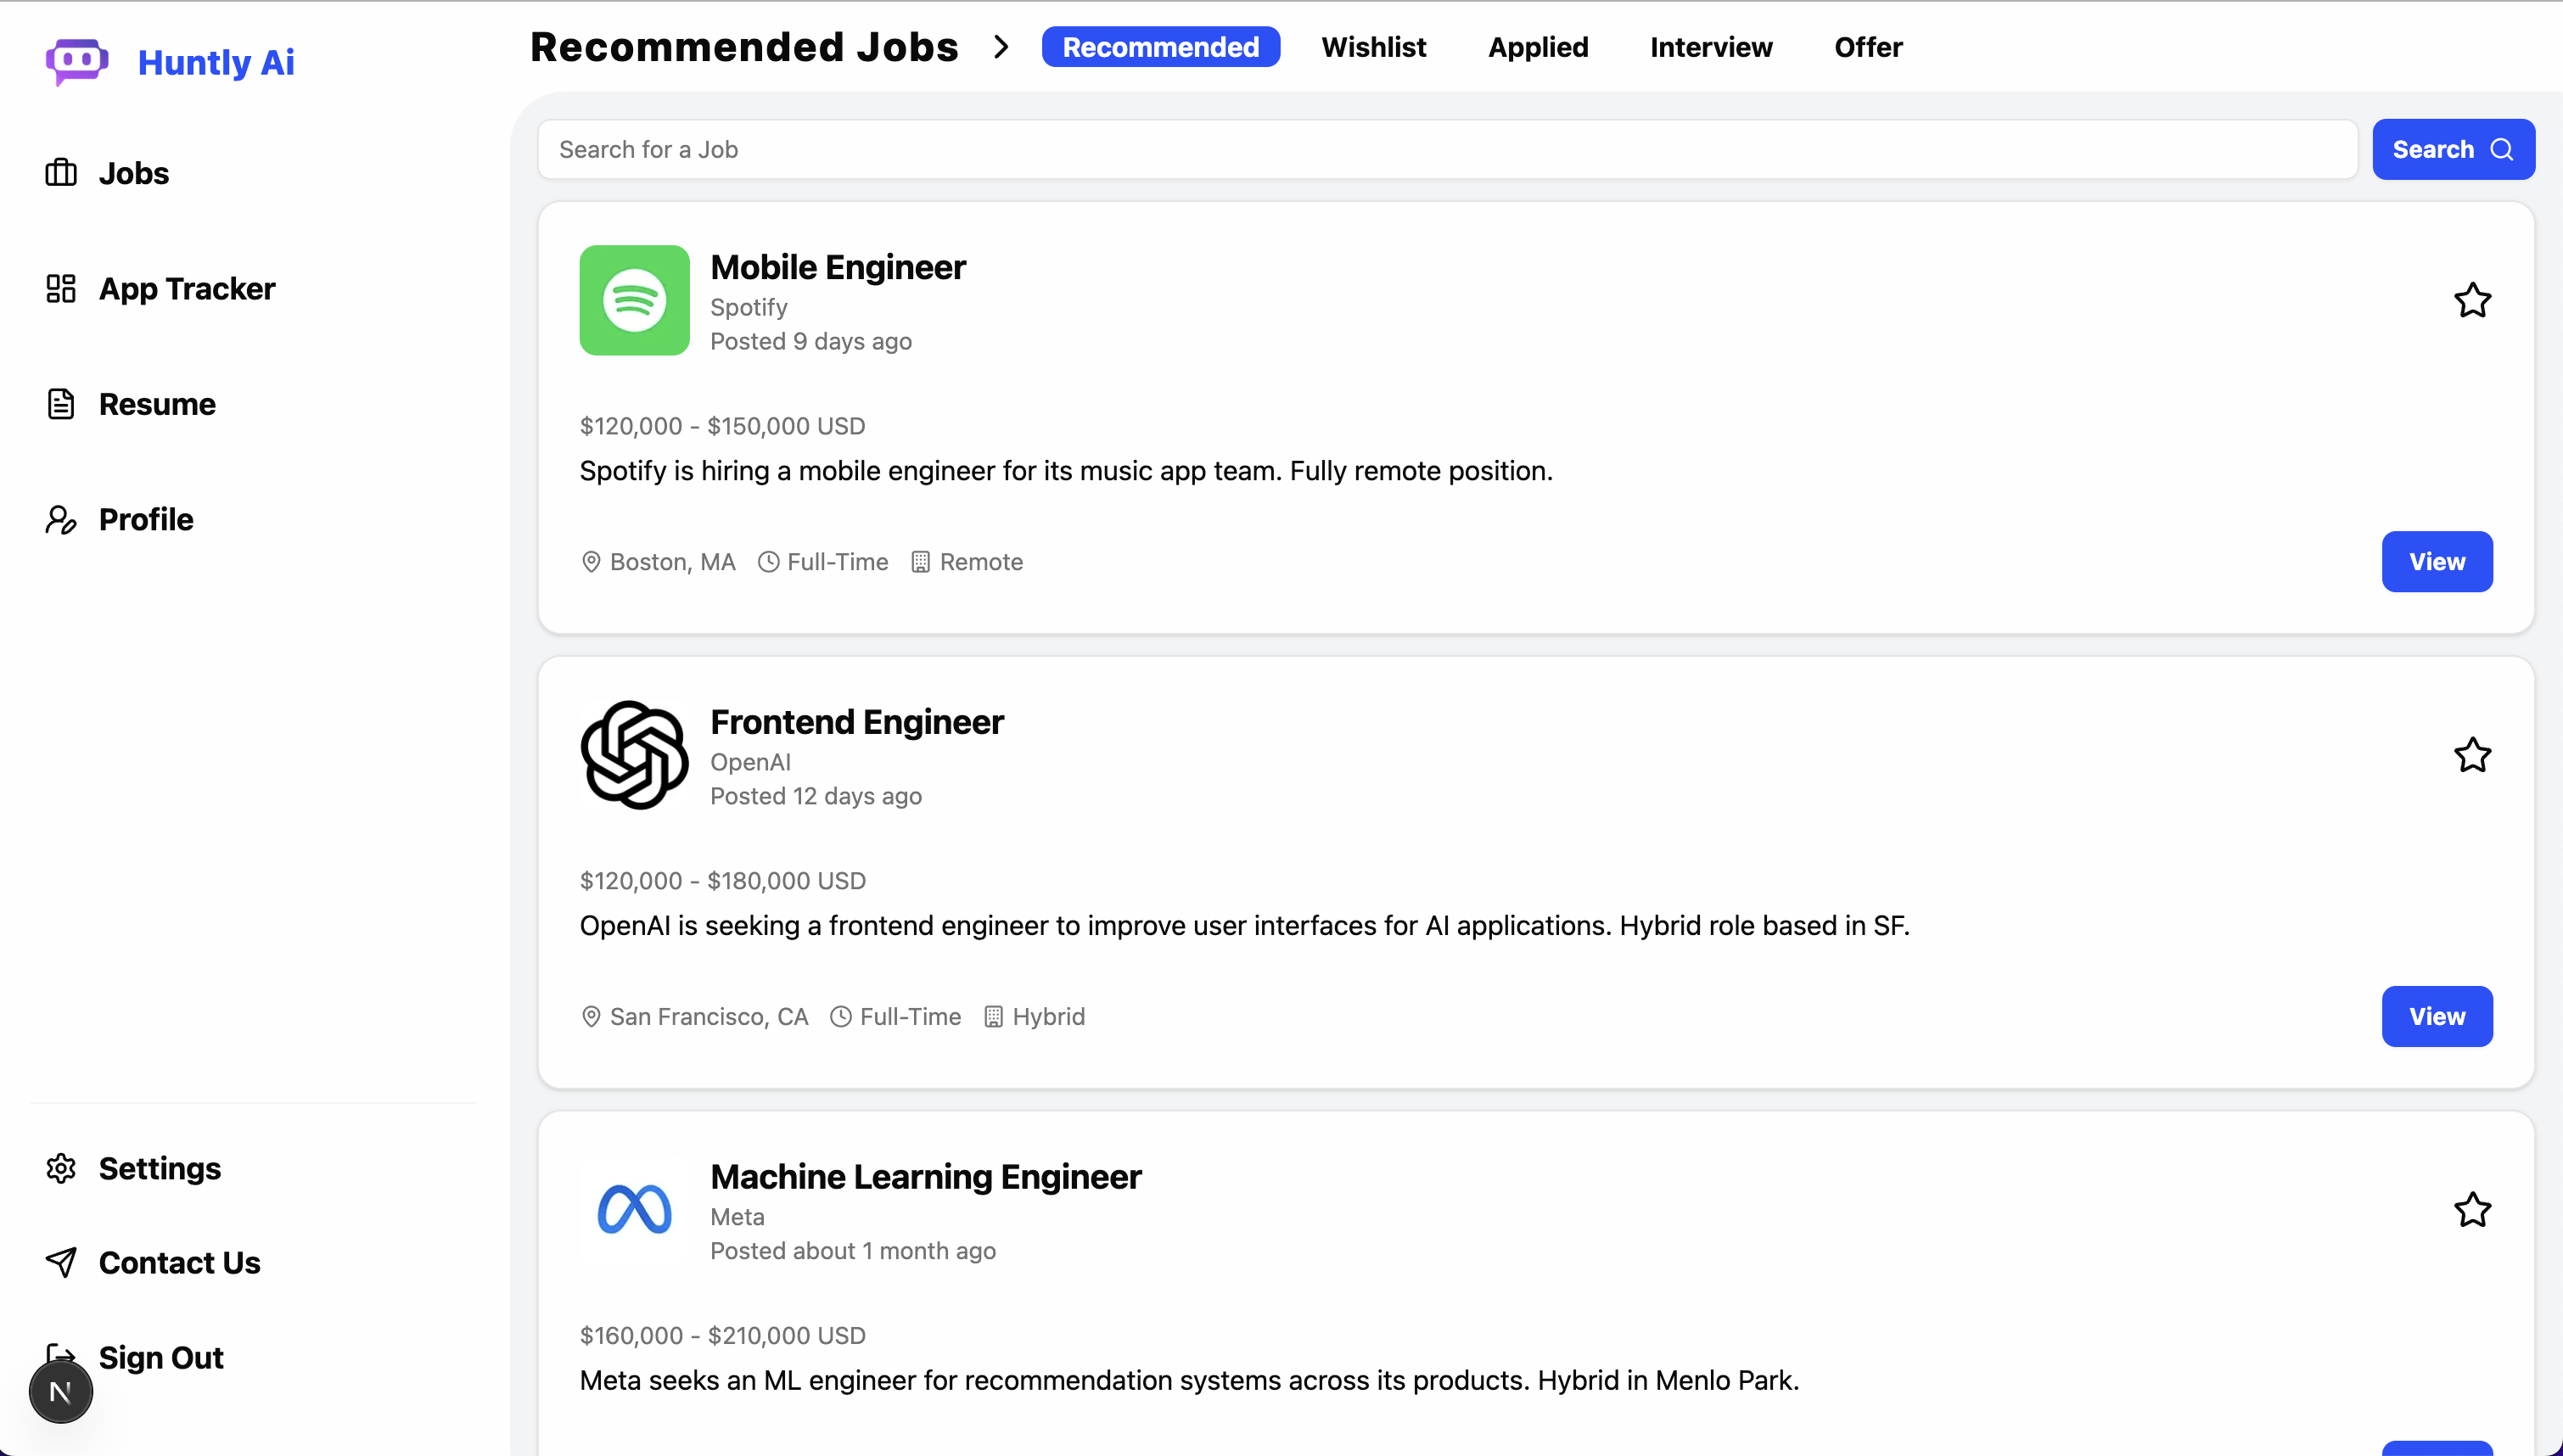 Huntly Ai
Jobs
App Tracker
Resume
Profile
Settings
Contact Us
Sign Out
N
Recommended Jobs
Recommended
Wishlist
Applied
Interview
Offer
Search for a Job
Search
Mobile Engineer
Spotify
Posted 9 days ago
$120,000 - $150,000 USD
Spotify is hiring a mobile engineer for its music app team. Fully remote position.
Boston, MA
Full-Time
Remote
View
Frontend Engineer
OpenAI
Posted 12 days ago
$120,000 - $180,000 USD
OpenAI is seeking a frontend engineer to improve user interfaces for AI applications. Hybrid role based in SF.
San Francisco, CA
Full-Time
Hybrid
View
Machine Learning Engineer
Meta
Posted about 1 month ago
$160,000 - $210,000 USD
Meta seeks an ML engineer for recommendation systems across its products. Hybrid in Menlo Park.